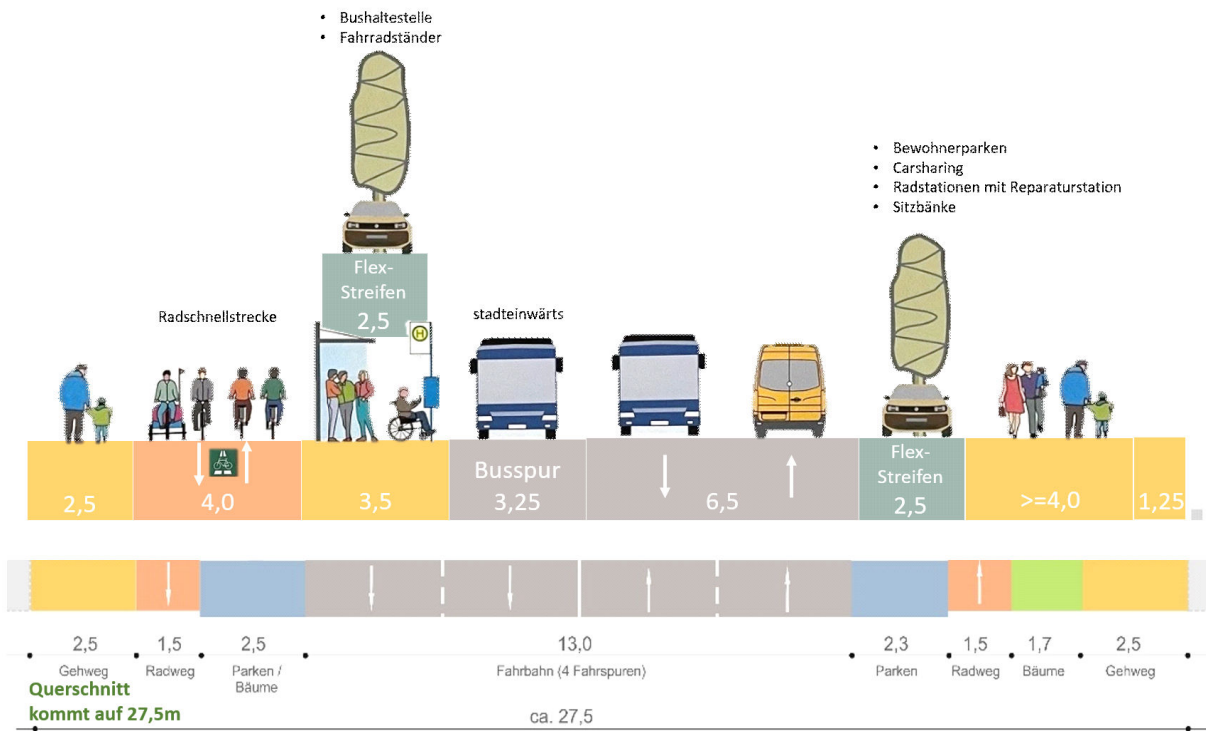 • Bushaltestelle
• Fahrradständer
• Bewohnerparken
• Carsharing
• Radstationen mit Reparaturstation
• Sitzbänke
Flex-
Streifen
2,5
H
Radschnellstrecke
stadteinwärts
2,5
4,0
3,5
Busspur
3,25
6,5
Flex-
Streifen
2,5
>=4,0
1,25
2,5
Gehweg
1,5
Radweg
2,5
Parken /
Bäume
13,0
Fahrbahn (4 Fahrspuren)
2,3
Parken
1,5
Radweg
1,7
Bäume
2,5
Gehweg
Querschnitt
kommt auf 27,5m
ca. 27,5